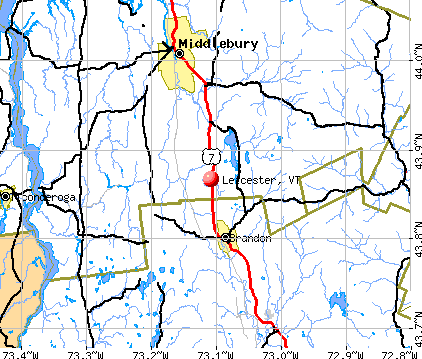 Middlebury
44.0°N
43.9°N
7
Leicester, VT
Ticonderoga
Brandon
43.8°N
43.7°N
73.4°W
73.3°W
73.2°W
73.1°W
73.0°W
72.9°W
72.8°W